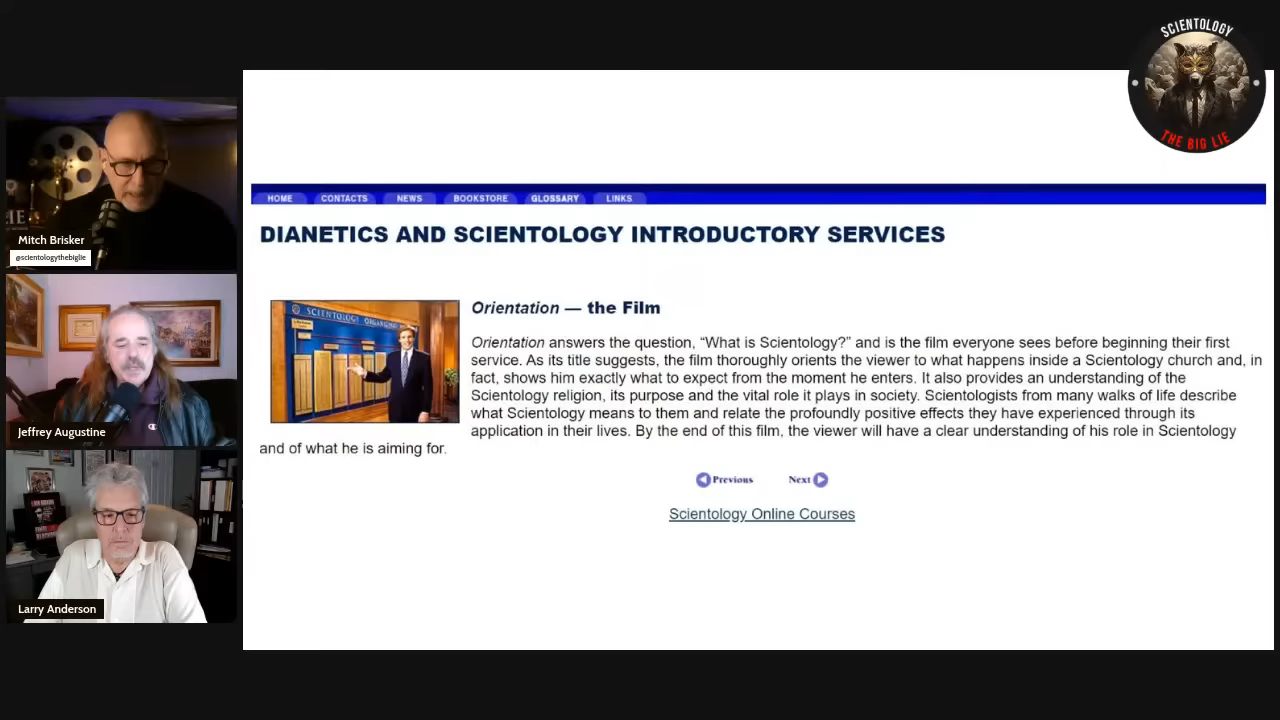 SCIENTOLOGY
THE BIG LIE
Mitch Brisker
@scientologythebiglie
Jeffrey Augustine
Larry Anderson
HOME CONTACTS NEWS BOOKSTORE GLOSSARY LINKS
DIANETICS AND SCIENTOLOGY INTRODUCTORY SERVICES
SCIENTOLOGY
Orientation — the Film
Orientation answers the question, “What is Scientology?” and is the film everyone sees before beginning their first
service. As its title suggests, the film thoroughly orients the viewer to what happens inside a Scientology church and, in
fact, shows him exactly what to expect from the moment he enters. It also provides an understanding of the
Scientology religion, its purpose and the vital role it plays in society. Scientologists from many walks of life describe
what Scientology means to them and relate the profoundly positive effects they have experienced through its
application in their lives. By the end of this film, the viewer will have a clear understanding of his role in Scientology
and of what he is aiming for.
Previous Next
Scientology Online Courses